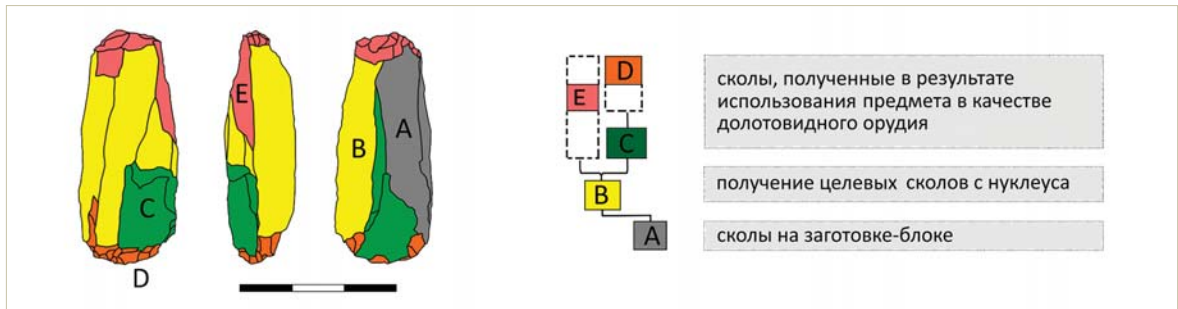 E
A
B
C
D
D
E
C
B
A
сколы, полученные в результате
использования предмета в качестве
долотовидного орудия
получение целевых сколов с нуклеуса
сколы на заготовке-блоке